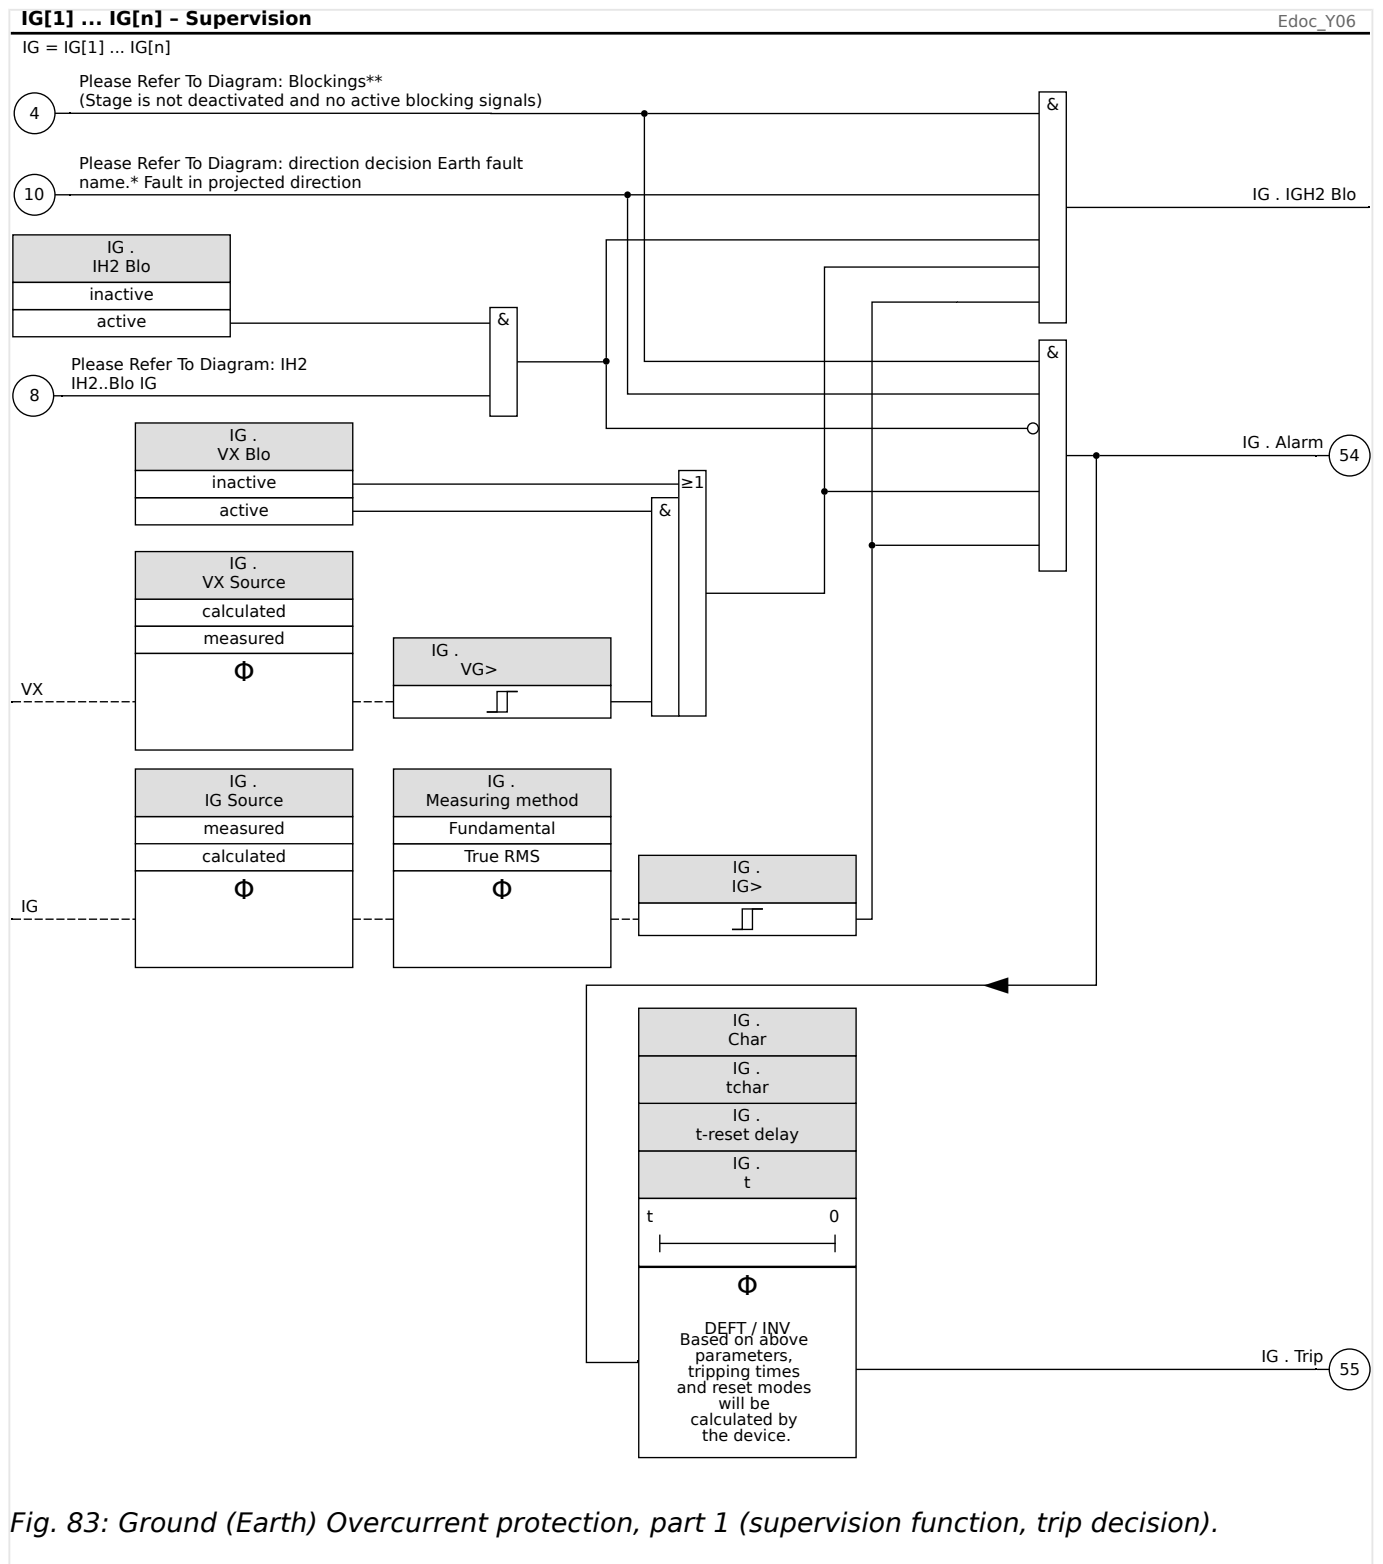 IG[1] ... IG[n] – Supervision
Edoc_Y06
IG = IG[1] ... IG[n]
Please Refer To Diagram: Blockings**
(Stage is not deactivated and no active blocking signals)
4
&
Please Refer To Diagram: direction decision Earth fault
name.* Fault in projected direction
10
IG . IGH2 Blo
IG .
IH2 Blo
inactive
active
&
&
Please Refer To Diagram: IH2
IH2..Blo IG
8
IG .
VX Blo
inactive
active
≥1
&
IG . Alarm
54
IG .
VX Source
calculated
measured
Φ
VX
IG .
VG>
IG .
IG Source
measured
calculated
Φ
IG
IG .
Measuring method
Fundamental
True RMS
Φ
IG .
IG>
IG .
Char
IG .
tchar
IG .
t-reset delay
IG .
t
t 0
Φ
DEFT / INV
Based on above
parameters,
tripping times
and reset modes
will be
calculated by
the device.
IG . Trip
55
Fig. 83: Ground (Earth) Overcurrent protection, part 1 (supervision function, trip decision).